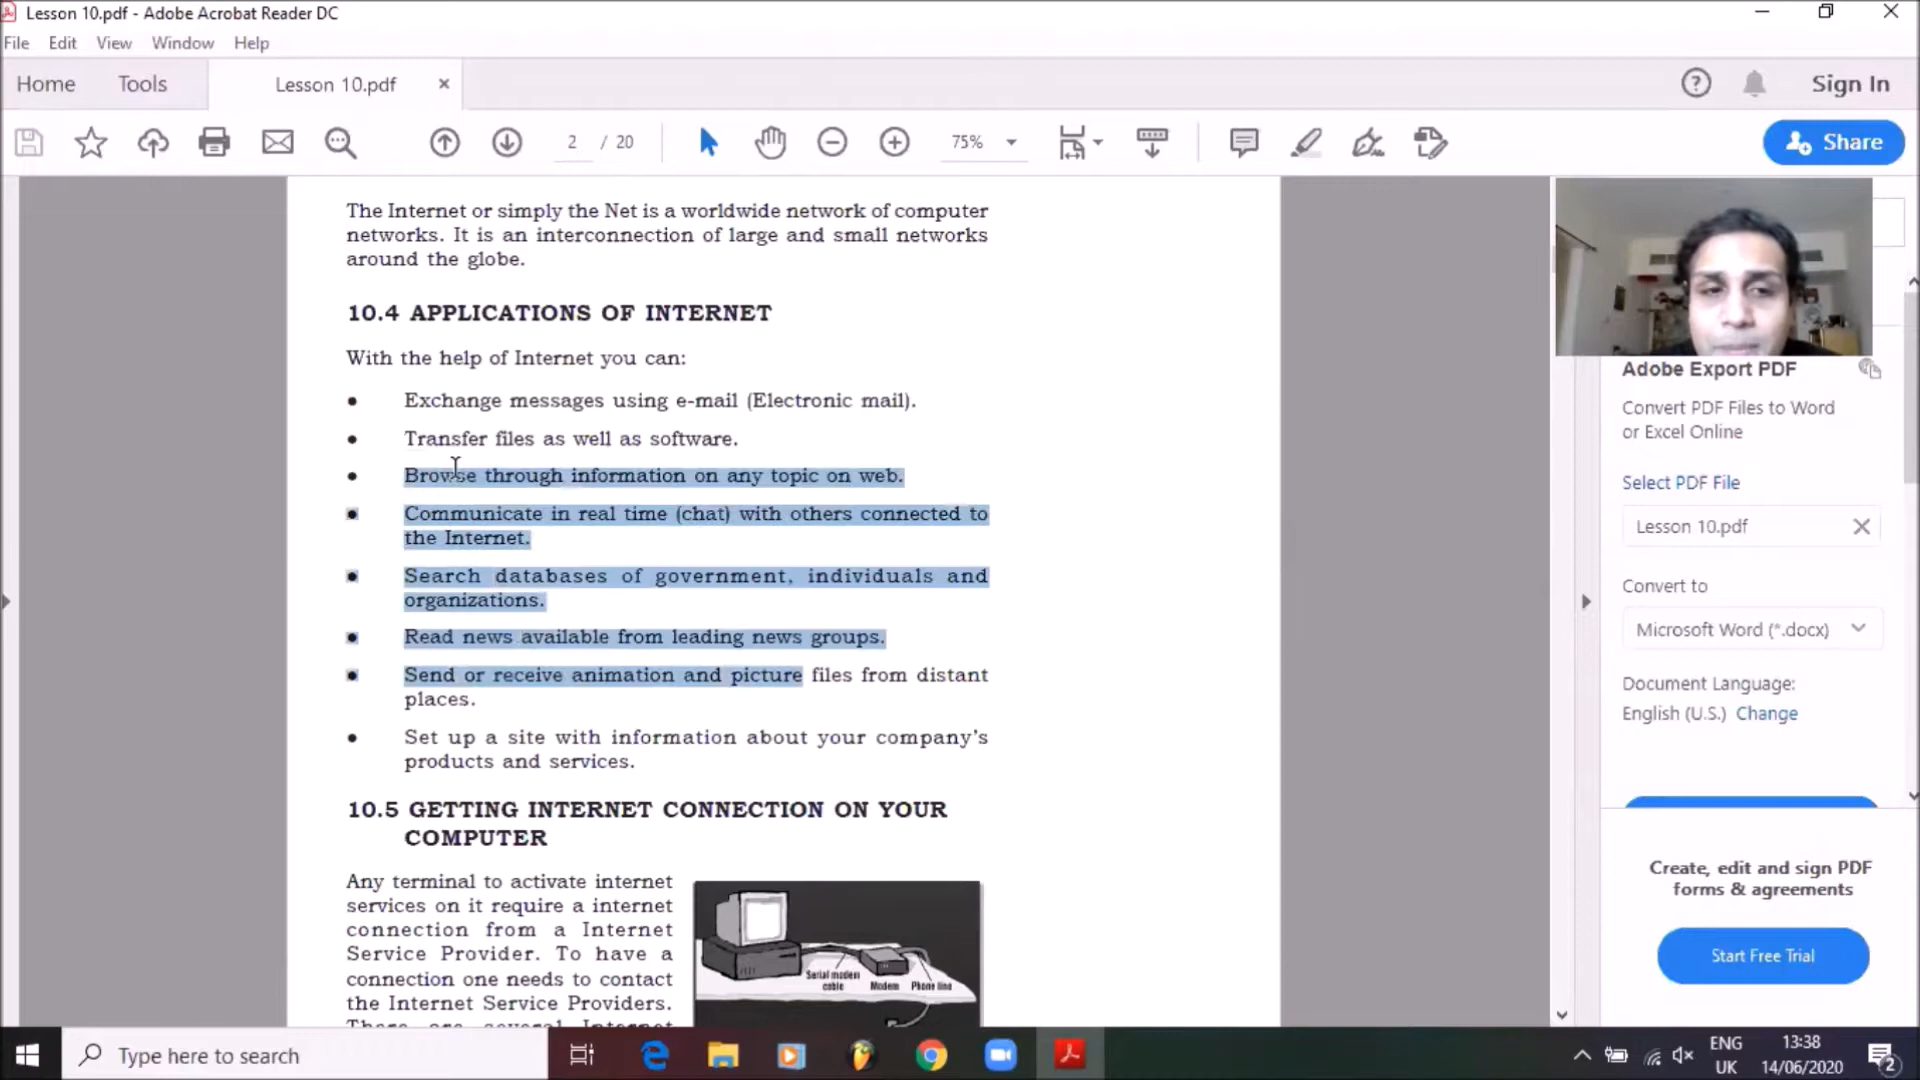 Lesson 10.pdf - Adobe Acrobat Reader DC
File Edit View Window Help
Home Tools Lesson 10.pdf Sign In
2 / 20 75% Share
The Internet or simply the Net is a worldwide network of computer
networks. It is an interconnection of large and small networks
around the globe.
10.4 APPLICATIONS OF INTERNET
With the help of Internet you can:
• Exchange messages using e-mail (Electronic mail).
• Transfer files as well as software.
• Browse through information on any topic on web.
• Communicate in real time (chat) with others connected to
the Internet.
• Search databases of government, individuals and
organizations.
• Read news available from leading news groups.
• Send or receive animation and picture files from distant
places.
• Set up a site with information about your company's
products and services.
10.5 GETTING INTERNET CONNECTION ON YOUR
COMPUTER
Any terminal to activate internet
services on it require a internet
connection from a Internet
Service Provider. To have a
connection one needs to contact
the Internet Service Providers.
There are several Internet
Serial modem
cable
Modem
Phone line
Adobe Export PDF
Convert PDF Files to Word
or Excel Online
Select PDF File
Lesson 10.pdf
Convert to
Microsoft Word (*.docx)
Document Language:
English (U.S.) Change
Create, edit and sign PDF
forms & agreements
Start Free Trial
Type here to search
ENG
UK
13:38
14/06/2020
2